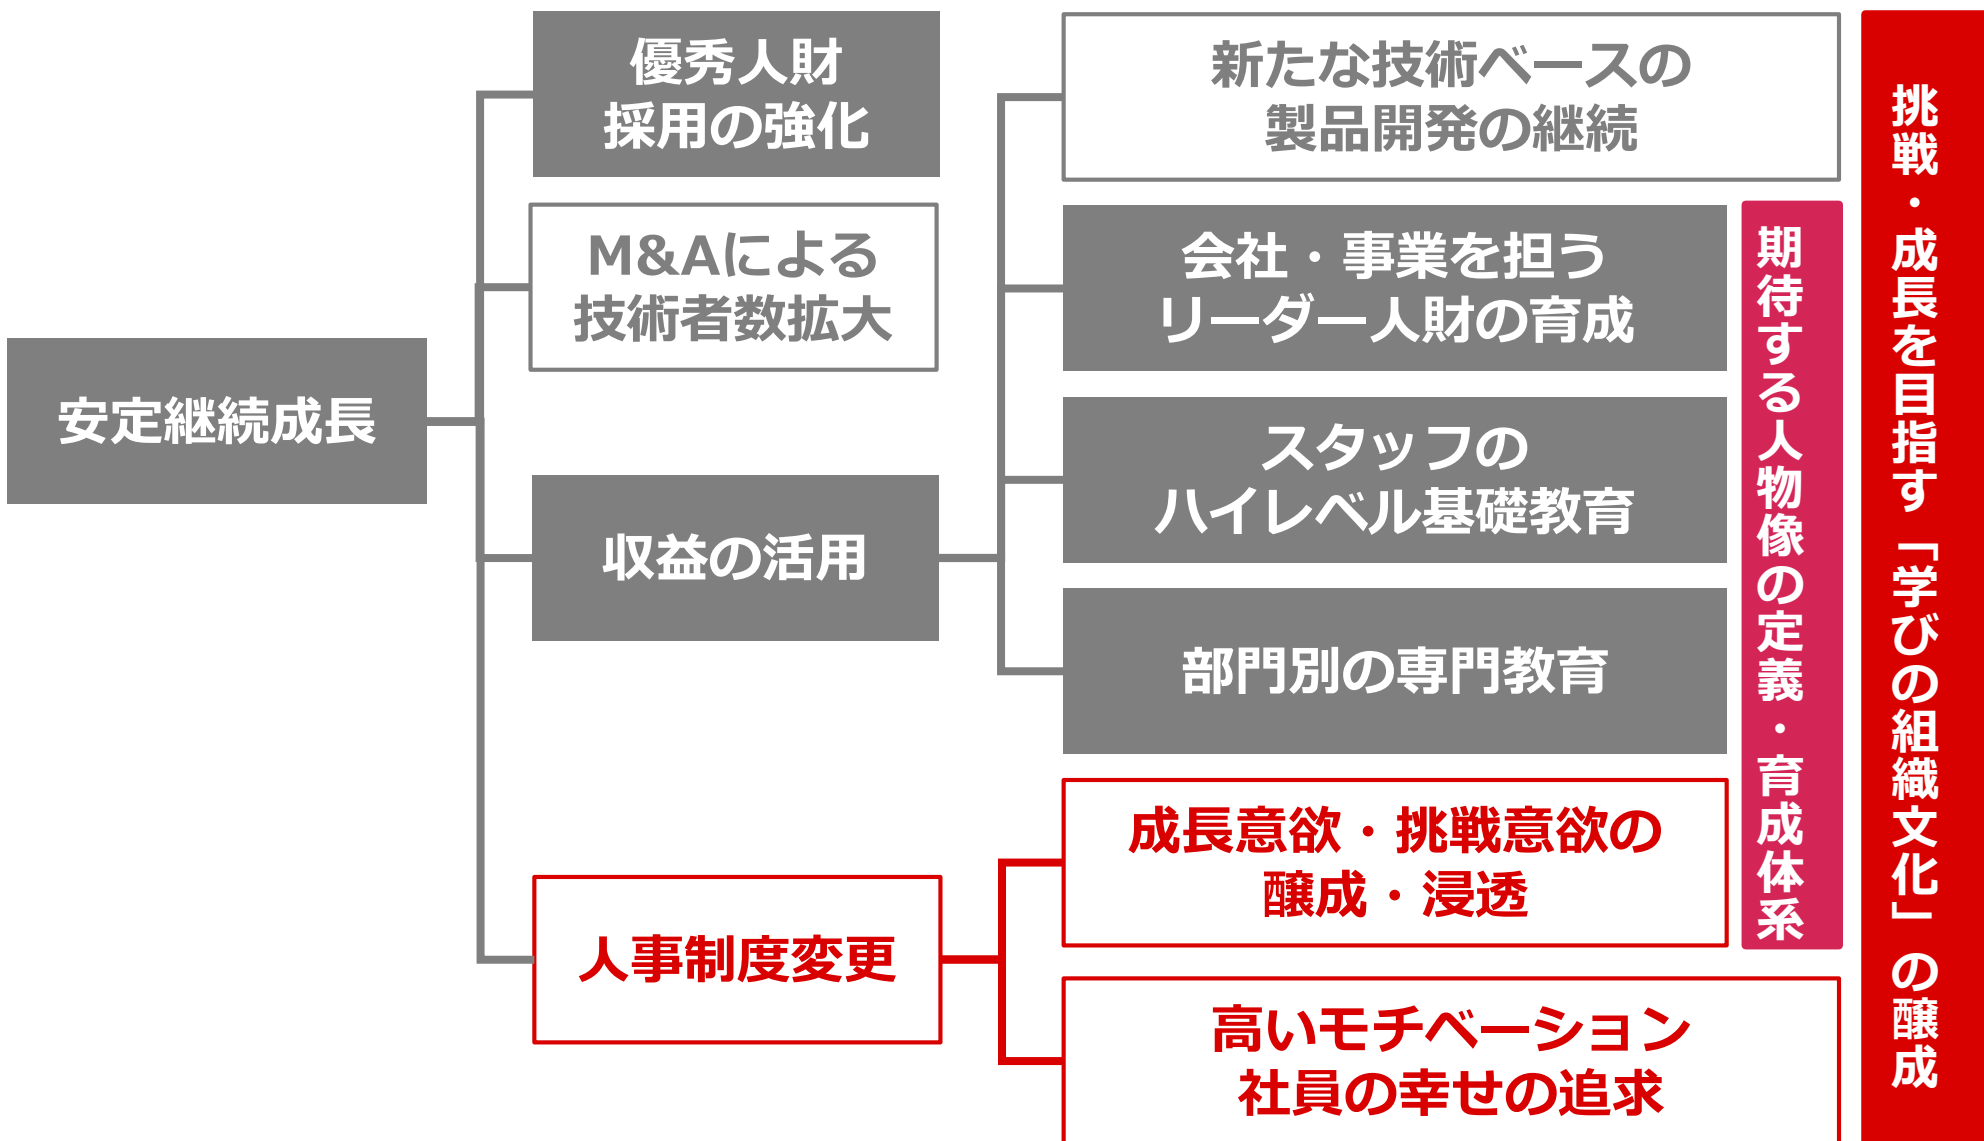 安定継続成長
優秀人財
採用の強化
M&Aによる
技術者数拡大
収益の活用
人事制度変更
新たな技術ベースの
製品開発の継続
会社・事業を担う
リーダー人財の育成
スタッフの
ハイレベル基礎教育
部門別の専門教育
成長意欲・挑戦意欲の
醸成・浸透
高いモチベーション
社員の幸せの追求
期待する人物像の定義・育成体系
挑戦・成長を目指す「学びの組織文化」の醸成